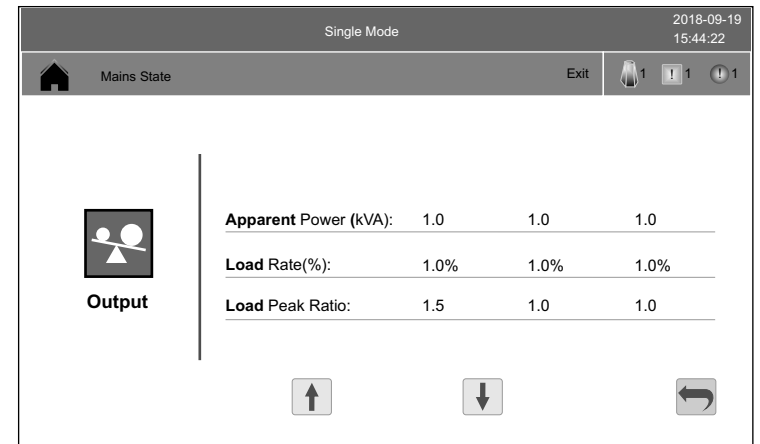 Single Mode
2018-09-19
15:44:22
Mains State
Exit
1
! 1
! 1
Apparent Power (kVA): 1.0 1.0 1.0
Load Rate(%): 1.0% 1.0% 1.0%
Output
Load Peak Ratio: 1.5 1.0 1.0